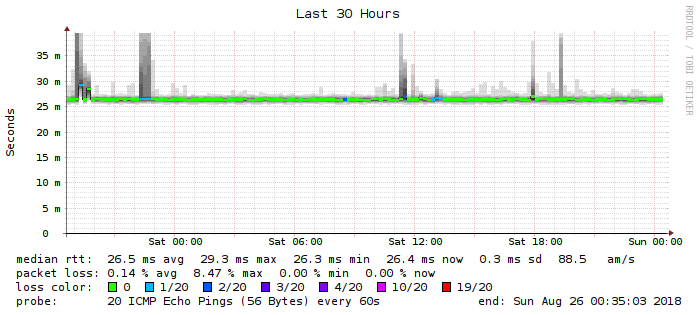 Last 30 Hours
RRDTOOL / TOBI OETIKER
Seconds
35 m
30 m
25 m
20 m
15 m
10 m
5 m
0
Sat 00:00 Sat 06:00 Sat 12:00 Sat 18:00 Sun 00:00
median rtt: 26.5 ms avg 29.3 ms max 26.3 ms min 26.4 ms now 0.3 ms sd 88.5 am/s
packet loss: 0.14 % avg 8.47 % max 0.00 % min 0.00 % now
loss color: 0 1/20 2/20 3/20 4/20 10/20 19/20
probe: 20 ICMP Echo Pings (56 Bytes) every 60s end: Sun Aug 26 00:35:03 2018